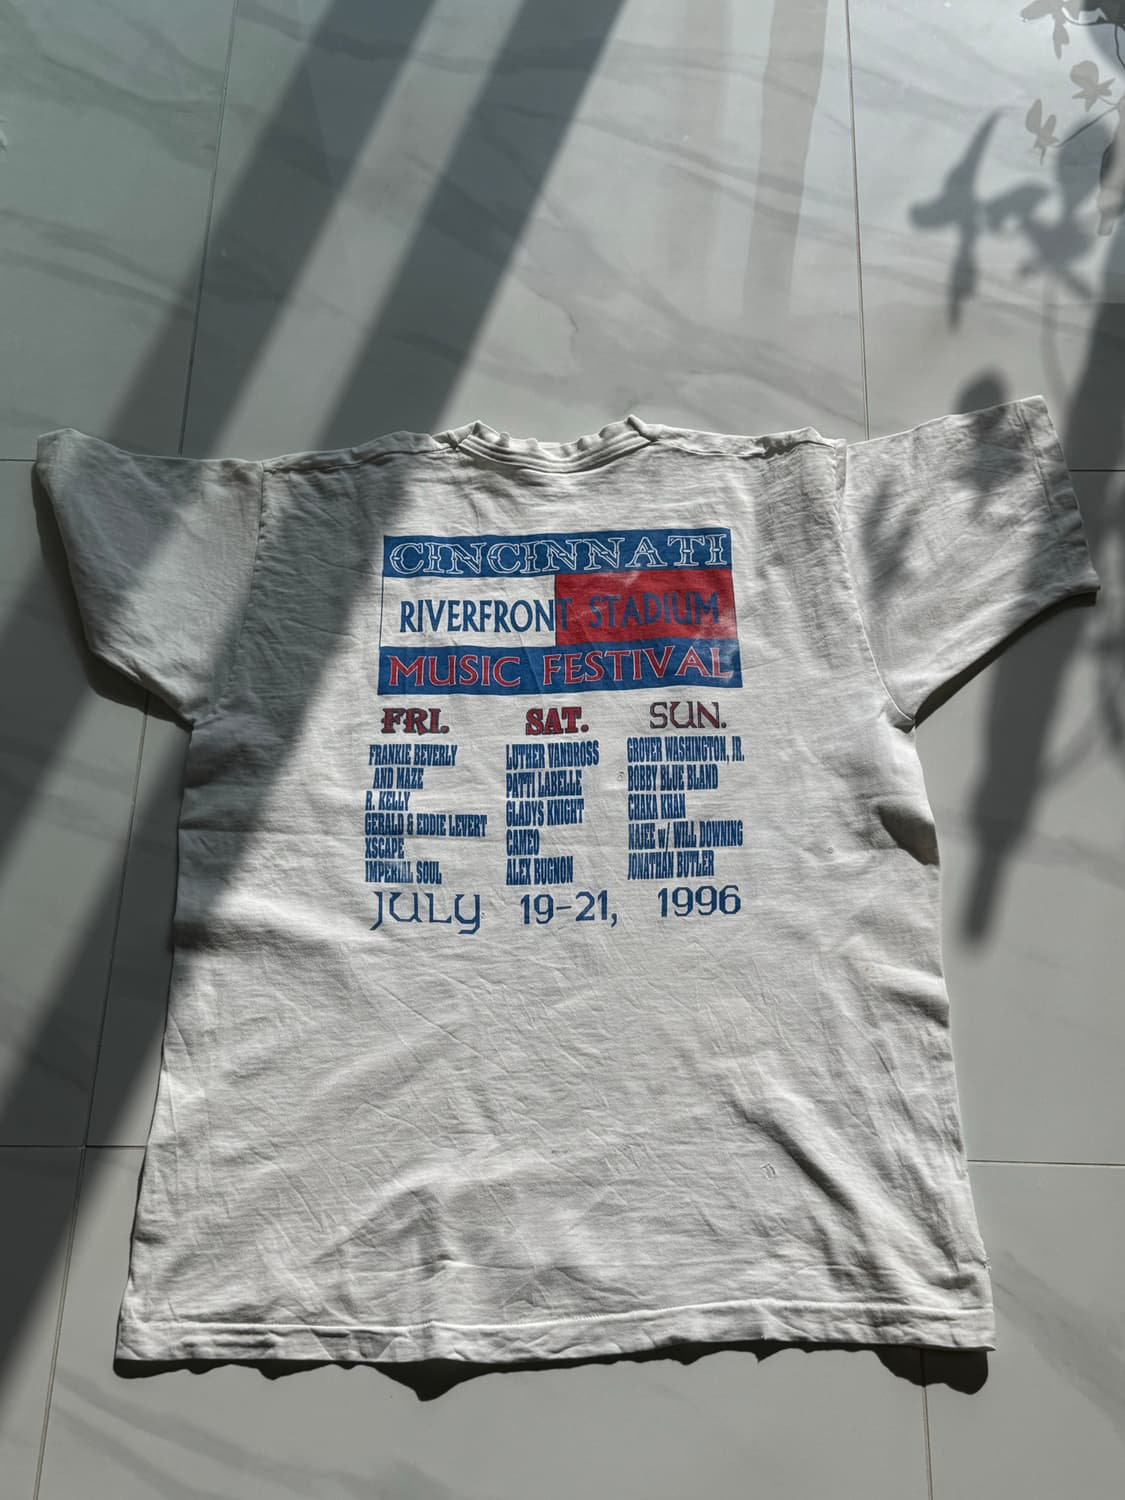 CINCINNATI
RIVERFRONT STADIUM
MUSIC FESTIVAL
FRI.
FRANKIE BEVERLY
AND MAZE
R. KELLY
GERALD & EDDIE LEVERT
XSCAPE
IMPERIAL SOUL
SAT.
LUTHER VANDROSS
PATTI LABELLE
GLADYS KNIGHT
CAMEO
ALEX BUGNON
SUN.
GROVER WASHINGTON, JR.
BOBBY BLUE BLAND
CHAKA KHAN
NAJEE w/ WILL DOWNING
JONATHAN BUTLER
JULY 19-21, 1996